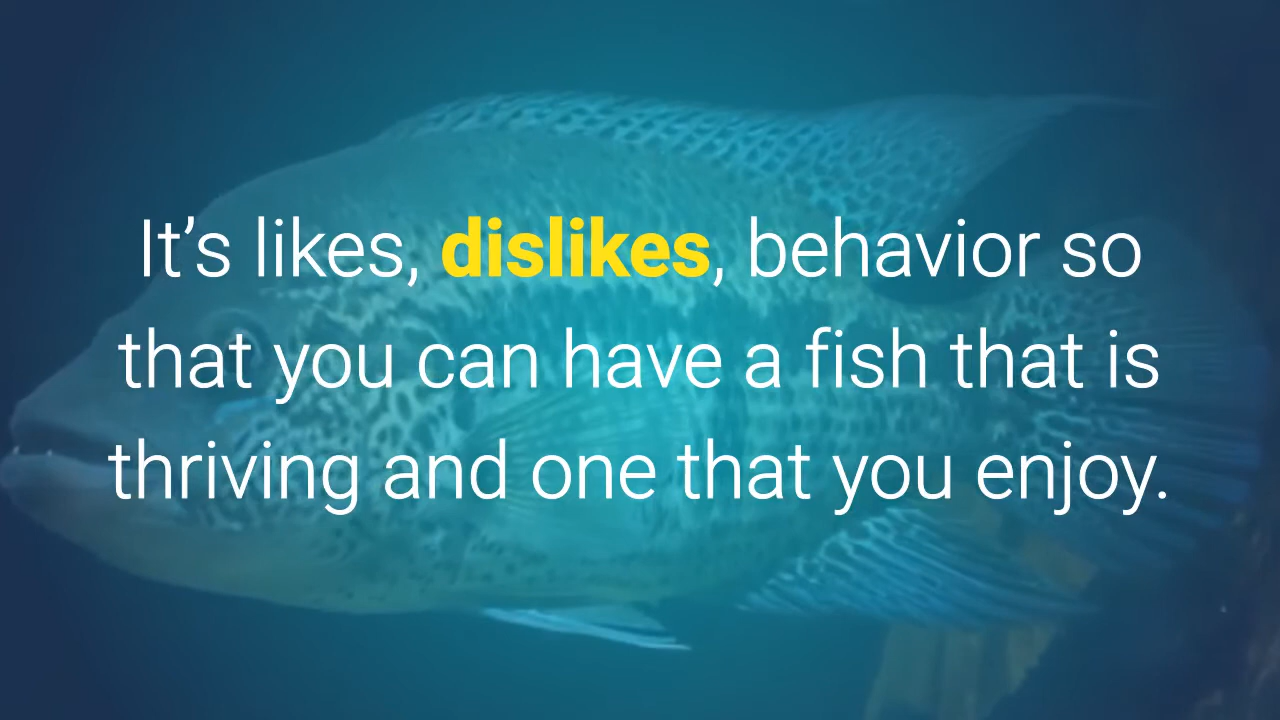 It’s likes, dislikes, behavior so
that you can have a fish that is
thriving and one that you enjoy.